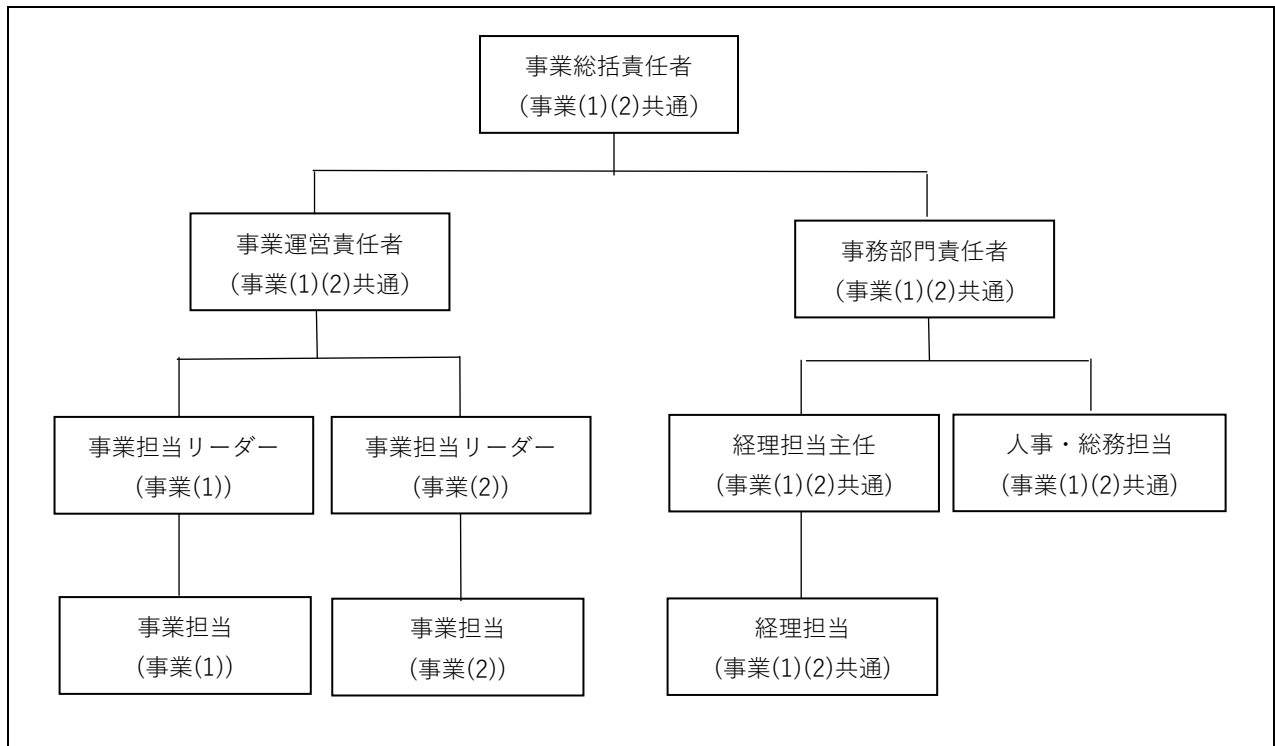 事業総括責任者
(事業(1)(2)共通)
事業運営責任者
(事業(1)(2)共通)
事務部門責任者
(事業(1)(2)共通)
事業担当リーダー
(事業(1))
事業担当リーダー
(事業(2))
経理担当主任
(事業(1)(2)共通)
人事・総務担当
(事業(1)(2)共通)
事業担当
(事業(1))
事業担当
(事業(2))
経理担当
(事業(1)(2)共通)